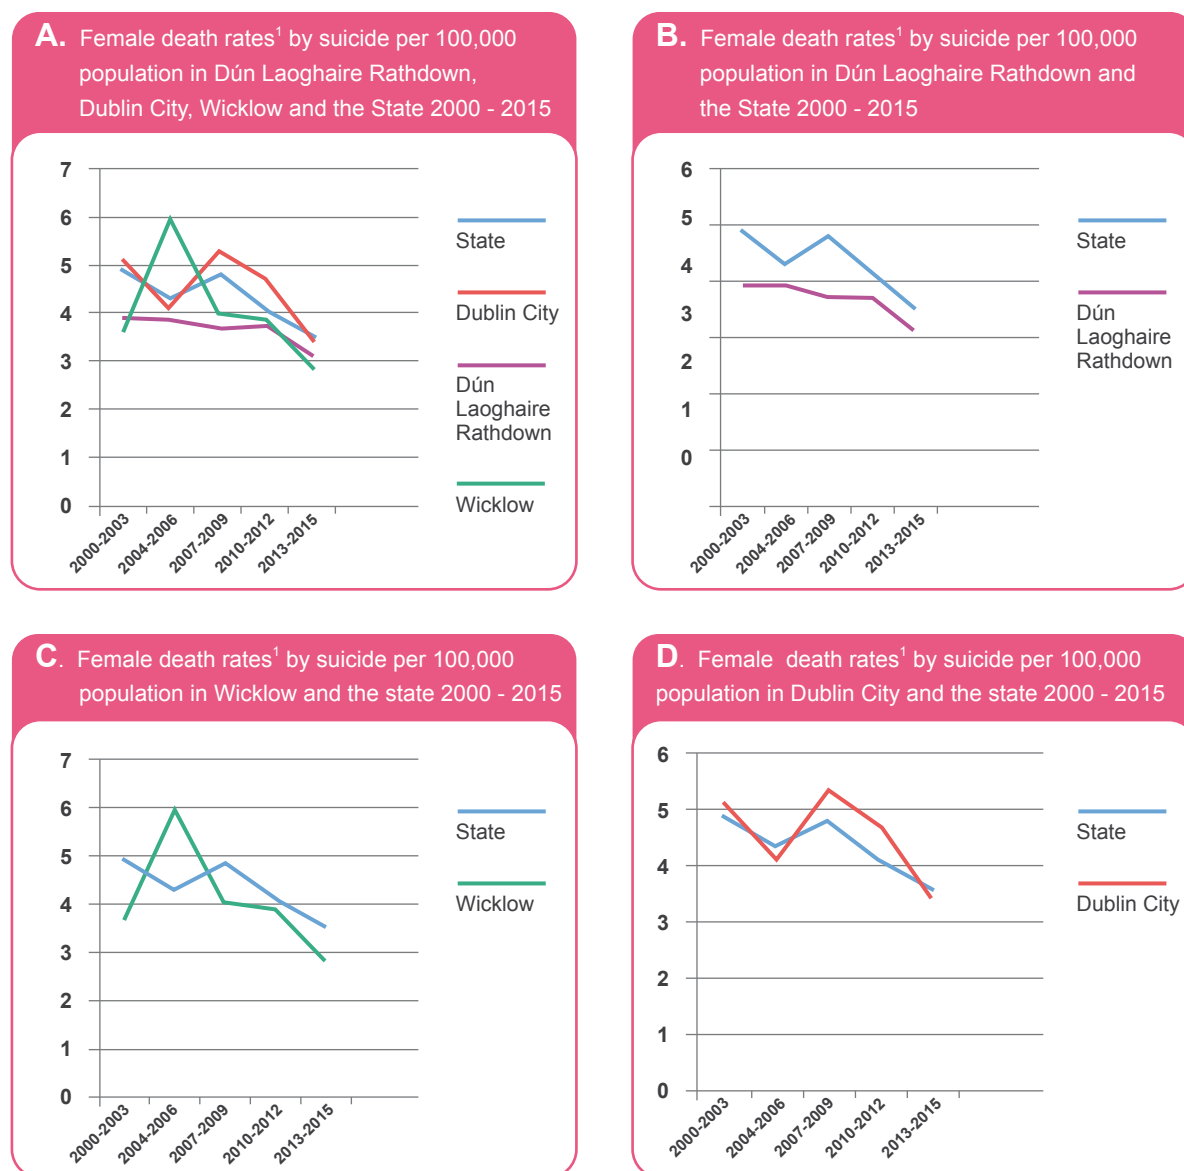 A. Female death rates¹ by suicide per 100,000
population in Dún Laoghaire Rathdown,
Dublin City, Wicklow and the State 2000 - 2015
7
6
5
4
3
2
1
0
2000-2003
2004-2006
2007-2009
2010-2012
2013-2015
State
Dublin City
Dún
Laoghaire
Rathdown
Wicklow
B. Female death rates¹ by suicide per 100,000
population in Dún Laoghaire Rathdown and
the State 2000 - 2015
6
5
4
3
2
1
0
2000-2003
2004-2006
2007-2009
2010-2012
2013-2015
State
Dún
Laoghaire
Rathdown
C. Female death rates¹ by suicide per 100,000
population in Wicklow and the state 2000 - 2015
7
6
5
4
3
2
1
0
2000-2003
2004-2006
2007-2009
2010-2012
2013-2015
State
Wicklow
D. Female death rates¹ by suicide per 100,000
population in Dublin City and the state 2000 - 2015
6
5
4
3
2
1
0
2000-2003
2004-2006
2007-2009
2010-2012
2013-2015
State
Dublin City